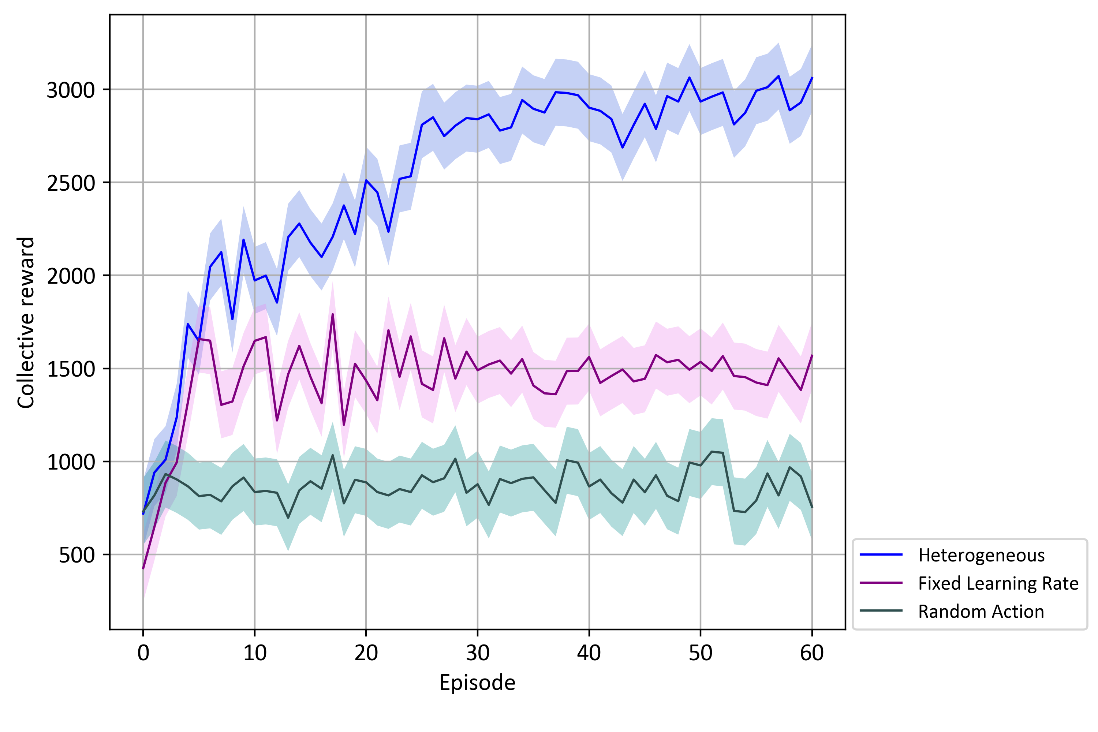 3000
2500
2000
1500
1000
500
Collective reward
0 10 20 30 40 50 60
Episode
Heterogeneous
Fixed Learning Rate
Random Action